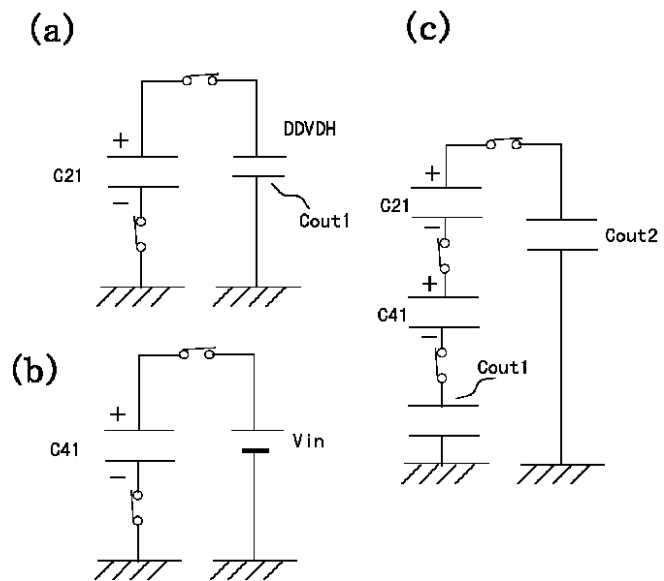 (a)
+
DDVDH
C21
−
Cout1
(b)
+
C41
−
Vin
(c)
+
C21
−
+
C41
−
Cout1
Cout2